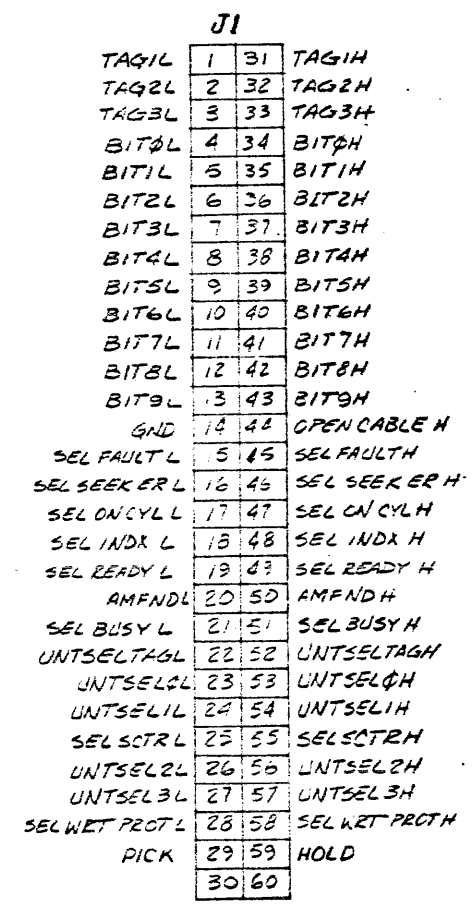 J1
TAG1L 1 31 TAG1H
TAG2L 2 32 TAG2H
TAG3L 3 33 TAG3H
BITØL 4 34 BITØH
BIT1L 5 35 BIT1H
BIT2L 6 36 BIT2H
BIT3L 7 37 BIT3H
BIT4L 8 38 BIT4H
BIT5L 9 39 BIT5H
BIT6L 10 40 BIT6H
BIT7L 11 41 BIT7H
BIT8L 12 42 BIT8H
BIT9L 13 43 BIT9H
GND 14 44 OPEN CABLE H
SEL FAULT L 15 45 SEL FAULT H
SEL SEEK ER L 16 46 SEL SEEK ER H
SEL ON CYL L 17 47 SEL ON CYL H
SEL INDX L 18 48 SEL INDX H
SEL READY L 19 49 SEL READY H
AMFNDL 20 50 AMFNDH
SEL BUSY L 21 51 SEL BUSY H
UNTSELTAGL 22 52 UNTSELTAGH
UNTSELØL 23 53 UNTSELØH
UNTSEL1L 24 54 UNTSEL1H
SELSCTRL 25 55 SELSCTRH
UNTSEL2L 26 56 UNTSEL2H
UNTSEL3L 27 57 UNTSEL3H
SEL WRT PRCT L 28 58 SEL WRT PRCT H
PICK 29 59 HOLD
30 60